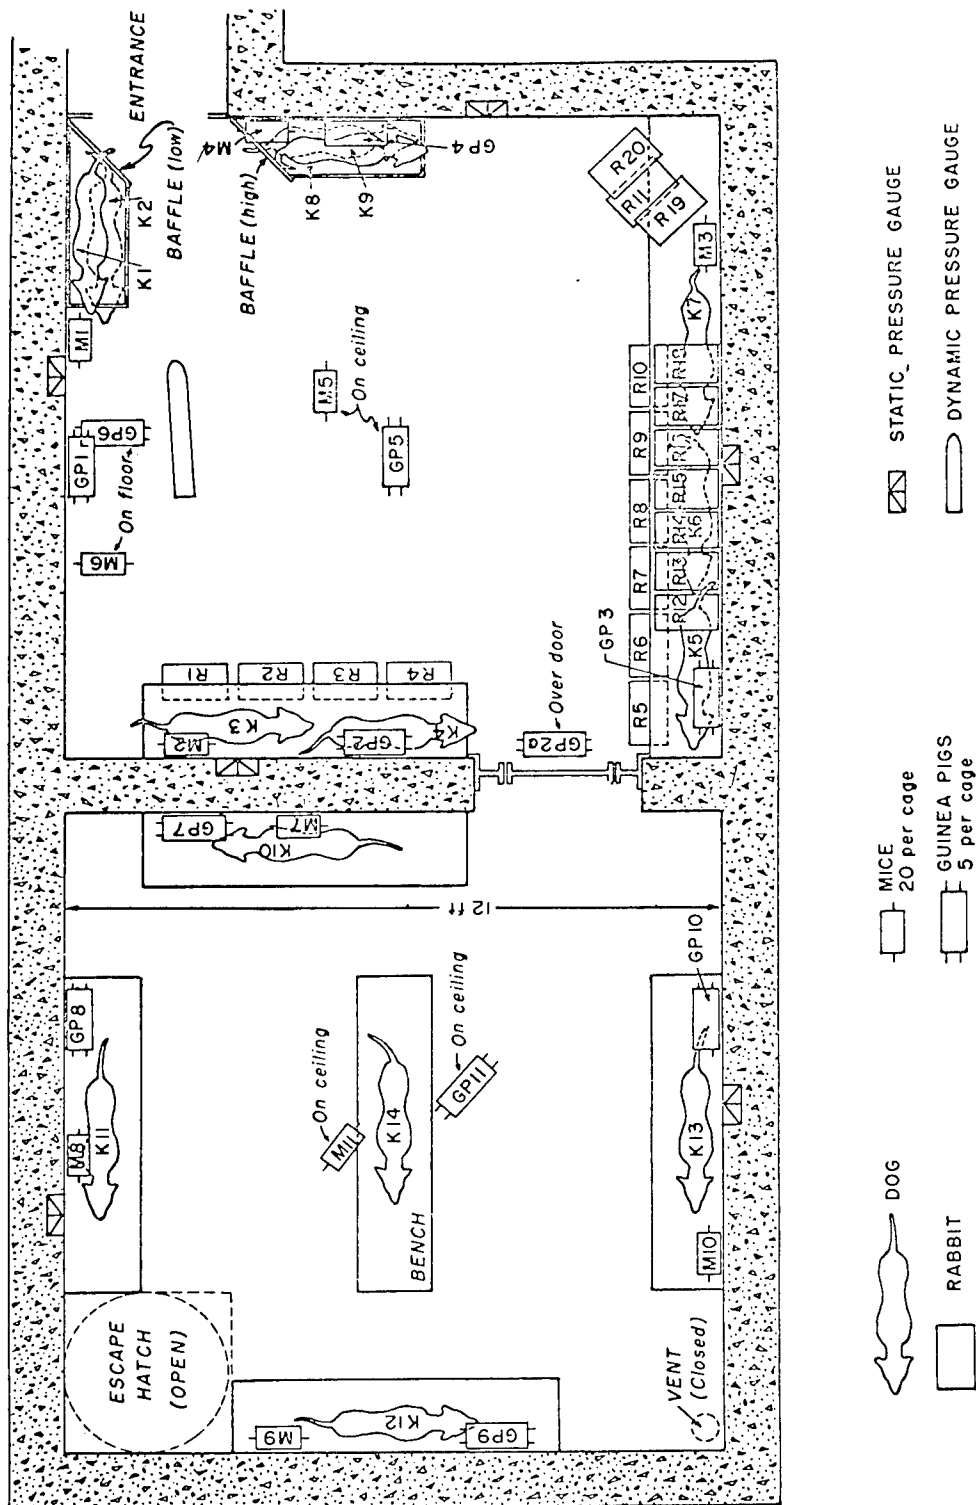 ENTRANCE
BAFFLE (low)
K1
K2
M1
BAFFLE (high)
M4
K8
K9
GP4
GP1
GP6
On floor
M6
M5
On ceiling
GP5
R20
R11
R19
M3
K7
R10
R9
R8
R7
R6
R5
R18
R17
R15
R14
R13
R12
K6
K5
GP3
R1
R2
R3
R4
M2
K3
GP2
K4
GP2a
Over door
GP7
K10
M7
12 ft
GP8
M8
K11
On ceiling
M11
K14
BENCH
On ceiling
GP11
GP10
K13
M10
ESCAPE
HATCH
(OPEN)
M9
K12
GP9
VENT
(Closed)
DOG
RABBIT
MICE
20 per cage
GUINEA PIGS
5 per cage
STATIC PRESSURE GAUGE
DYNAMIC PRESSURE GAUGE